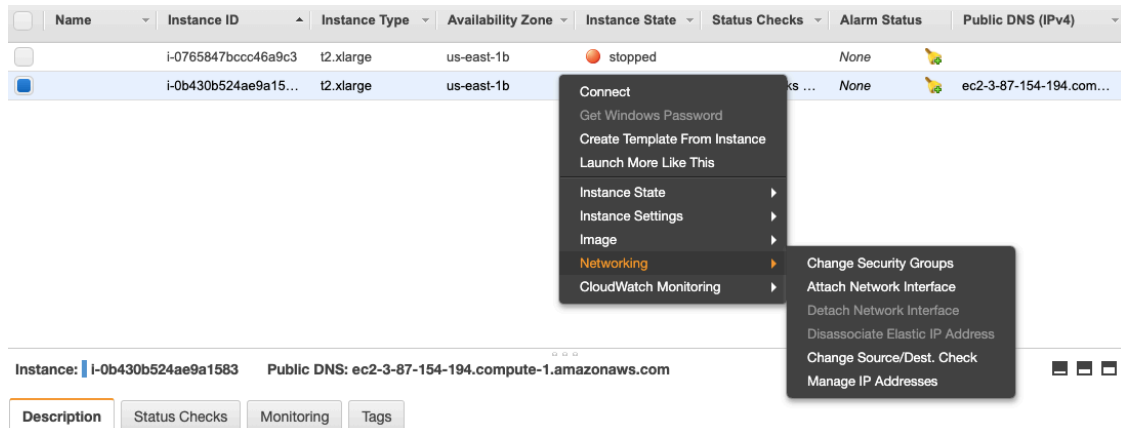 Name Instance ID Instance Type Availability Zone Instance State Status Checks Alarm Status Public DNS (IPv4)
i-0765847bccc46a9c3 t2.xlarge us-east-1b stopped None
i-0b430b524ae9a15... t2.xlarge us-east-1b ks ... None ec2-3-87-154-194.com...
Connect
Get Windows Password
Create Template From Instance
Launch More Like This
Instance State
Instance Settings
Image
Networking
CloudWatch Monitoring
Change Security Groups
Attach Network Interface
Detach Network Interface
Disassociate Elastic IP Address
Change Source/Dest. Check
Manage IP Addresses
Instance: i-0b430b524ae9a1583 Public DNS: ec2-3-87-154-194.compute-1.amazonaws.com
Description Status Checks Monitoring Tags